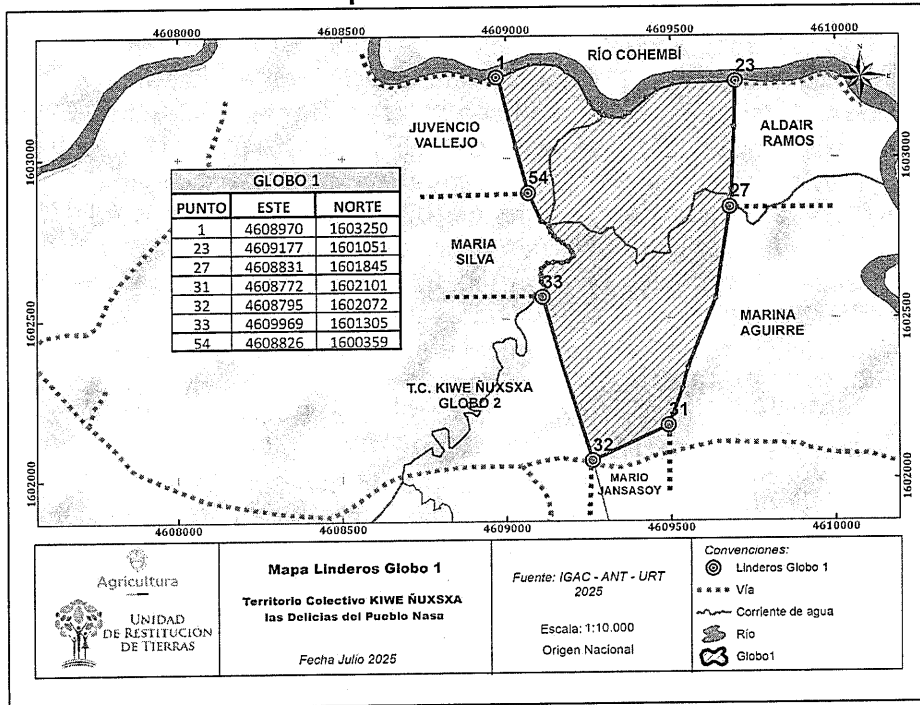 4608000 4608500 4609000 4609500 4610000
RÍO COHEMBÍ
1
23
N
E
JUVENCIO
VALLEJO
ALDAIR
RAMOS
1603000
1603000
GLOBO 1
PUNTO ESTE NORTE
1 4608970 1603250
23 4609177 1601051
27 4608831 1601845
31 4608772 1602101
32 4608795 1602072
33 4609969 1601305
54 4608826 1600359
54
27
MARIA
SILVA
33
MARINA
AGUIRRE
1602500
1602500
T.C. KIWE ÑUXSXA
GLOBO 2
31
32
MARIO
JANSASOY
1602000
1602000
4608000 4608500 4609000 4609500 4610000
Agricultura
UNIDAD
DE RESTITUCIÓN
DE TIERRAS
Mapa Linderos Globo 1
Territorio Colectivo KIWE ÑUXSXA
las Delicias del Pueblo Nasa
Fecha Julio 2025
Fuente: IGAC - ANT - URT
2025
Escala: 1:10.000
Origen Nacional
Convenciones:
Linderos Globo 1
Vía
Corriente de agua
Río
Globo1